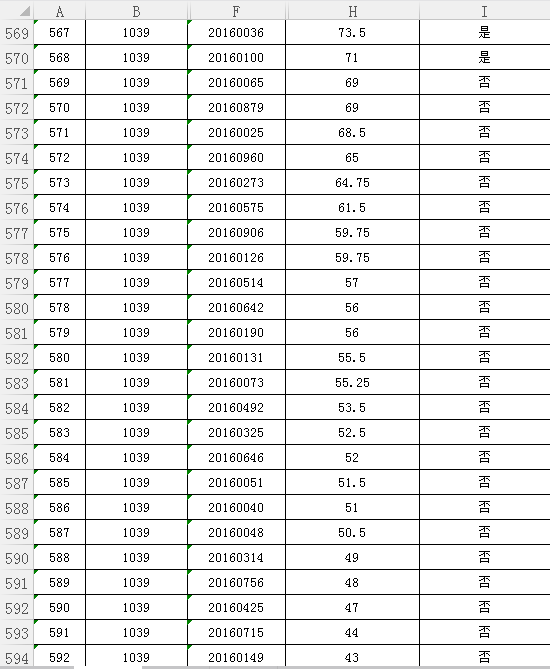 A B F H I
569 567 1039 20160036 73.5 是
570 568 1039 20160100 71 是
571 569 1039 20160065 69 否
572 570 1039 20160879 69 否
573 571 1039 20160025 68.5 否
574 572 1039 20160960 65 否
575 573 1039 20160273 64.75 否
576 574 1039 20160575 61.5 否
577 575 1039 20160906 59.75 否
578 576 1039 20160126 59.75 否
579 577 1039 20160514 57 否
580 578 1039 20160642 56 否
581 579 1039 20160190 56 否
582 580 1039 20160131 55.5 否
583 581 1039 20160073 55.25 否
584 582 1039 20160492 53.5 否
585 583 1039 20160325 52.5 否
586 584 1039 20160646 52 否
587 585 1039 20160051 51.5 否
588 586 1039 20160040 51 否
589 587 1039 20160048 50.5 否
590 588 1039 20160314 49 否
591 589 1039 20160756 48 否
592 590 1039 20160425 47 否
593 591 1039 20160715 44 否
594 592 1039 20160149 43 否